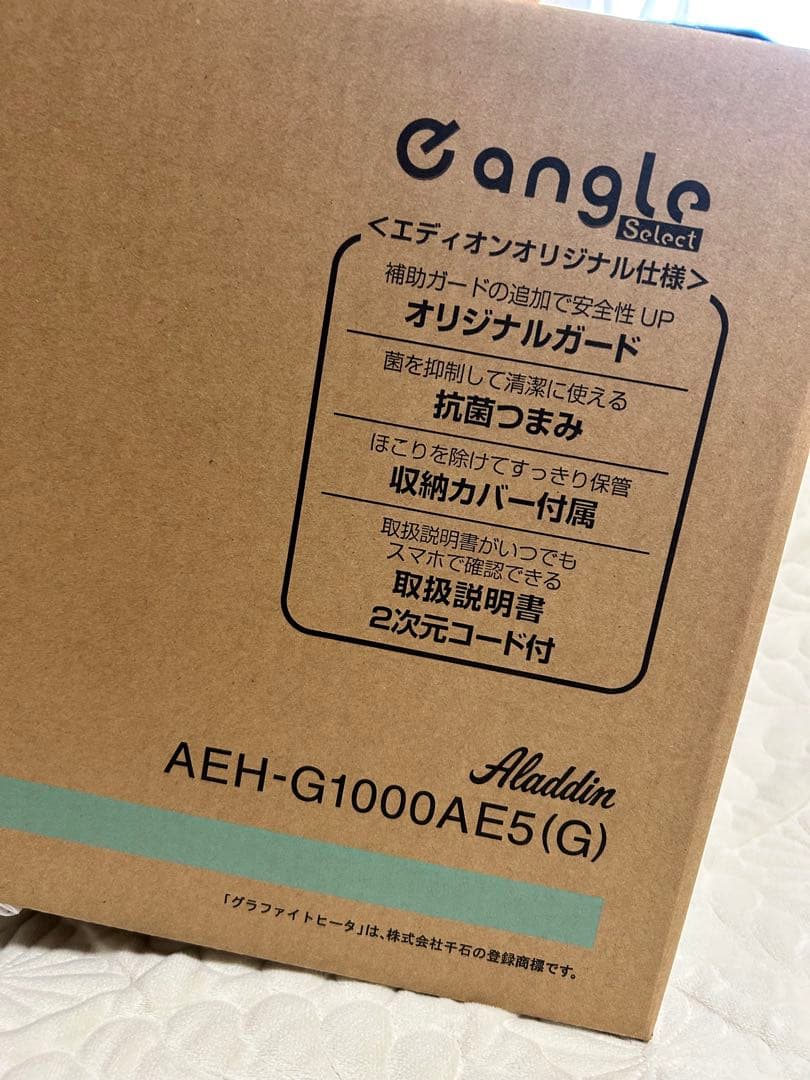 e angle
Select
<エディオンオリジナル仕様>
補助ガードの追加で安全性 UP
オリジナルガード
菌を抑制して清潔に使える
抗菌つまみ
ほこりを除けてすっきり保管
収納カバー付属
取扱説明書がいつでも
スマホで確認できる
取扱説明書
2次元コード付
Aladdin
AEH-G1000AE5(G)
「グラファイトヒータ」は、株式会社千石の登録商標です。